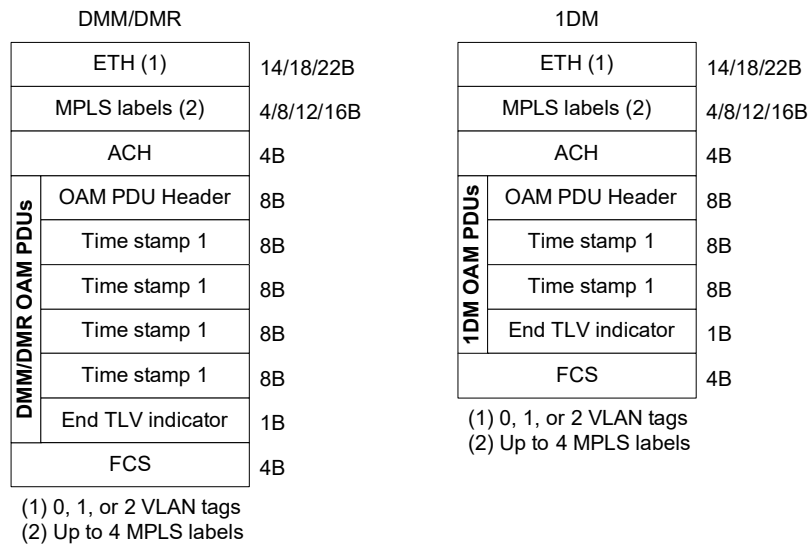 DMM/DMR
ETH (1) 14/18/22B
MPLS labels (2) 4/8/12/16B
ACH 4B
DMM/DMR OAM PDUs
OAM PDU Header 8B
Time stamp 1 8B
Time stamp 1 8B
Time stamp 1 8B
Time stamp 1 8B
End TLV indicator 1B
FCS 4B
(1) 0, 1, or 2 VLAN tags
(2) Up to 4 MPLS labels
1DM
ETH (1) 14/18/22B
MPLS labels (2) 4/8/12/16B
ACH 4B
1DM OAM PDUs
OAM PDU Header 8B
Time stamp 1 8B
Time stamp 1 8B
End TLV indicator 1B
FCS 4B
(1) 0, 1, or 2 VLAN tags
(2) Up to 4 MPLS labels